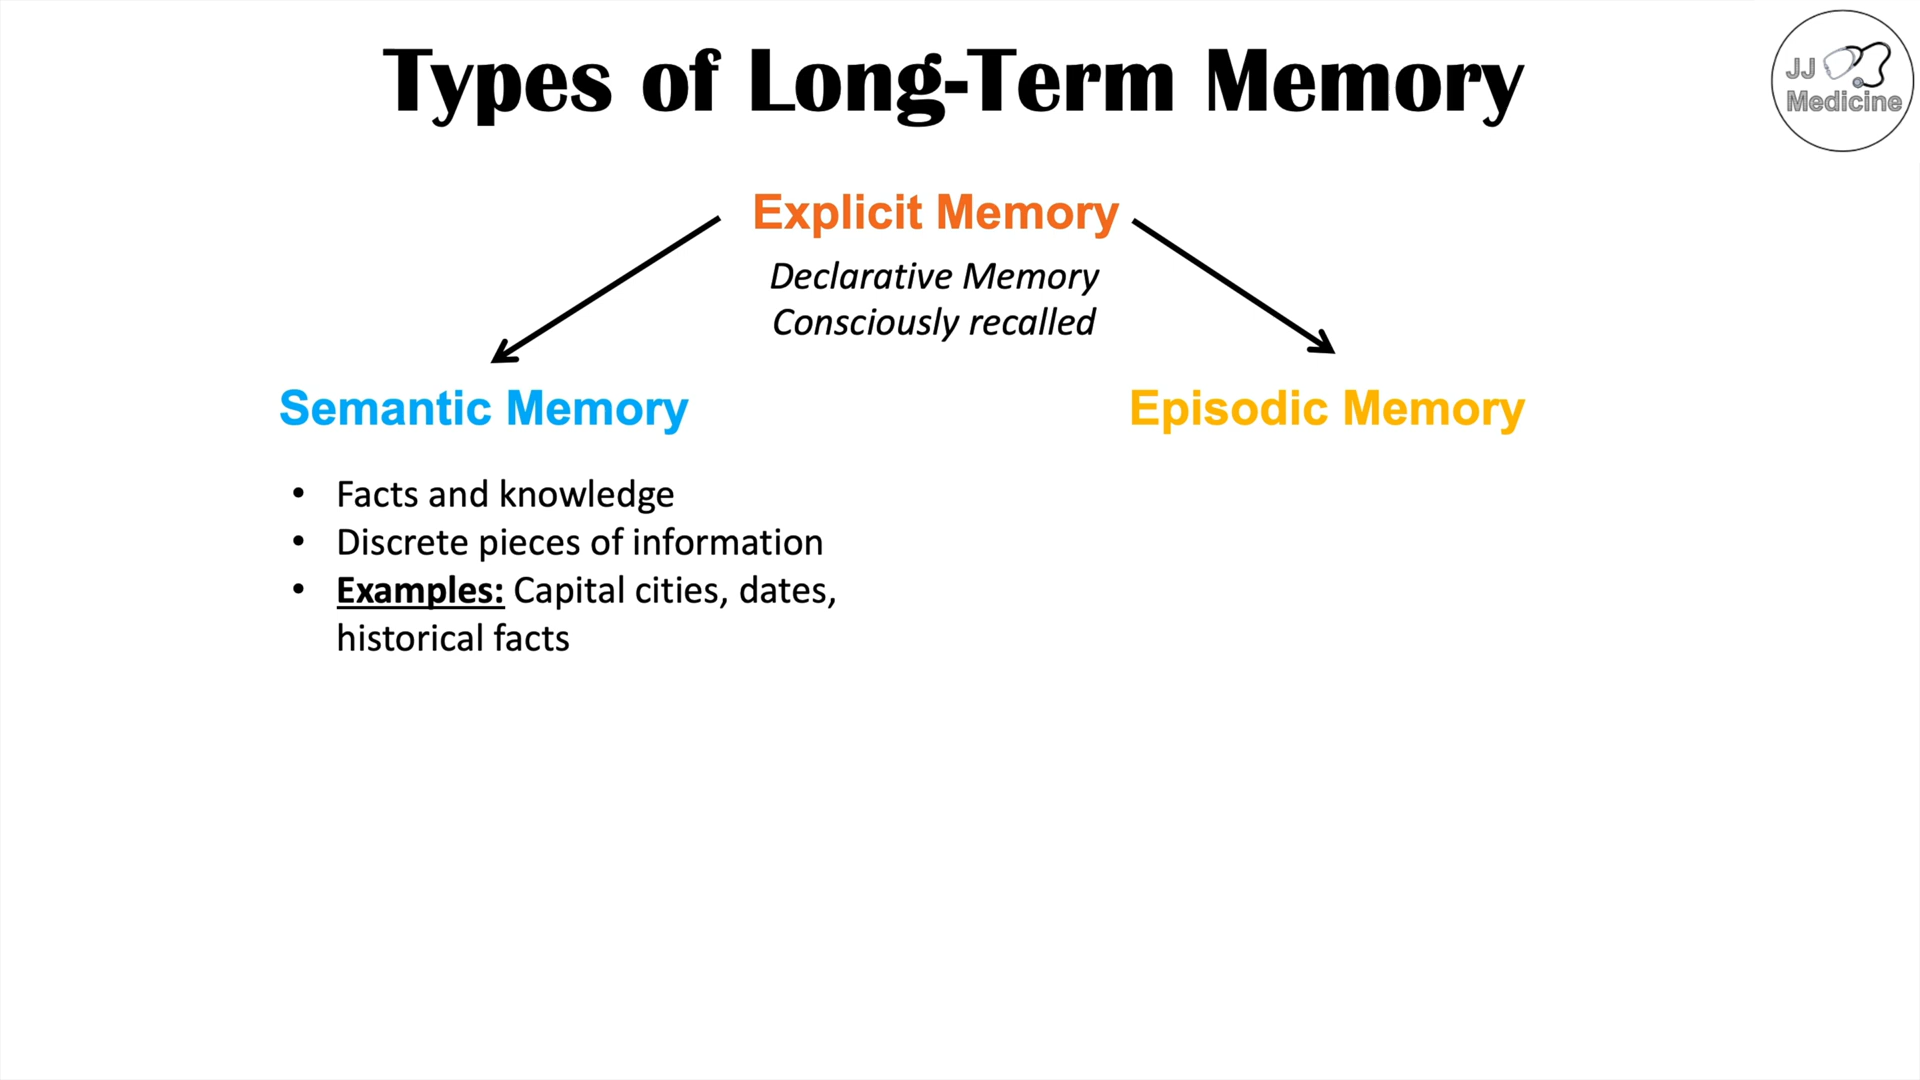 Types of Long-Term Memory
JJ
Medicine
Explicit Memory
Declarative Memory
Consciously recalled
Semantic Memory
Episodic Memory
• Facts and knowledge
• Discrete pieces of information
• Examples: Capital cities, dates,
historical facts